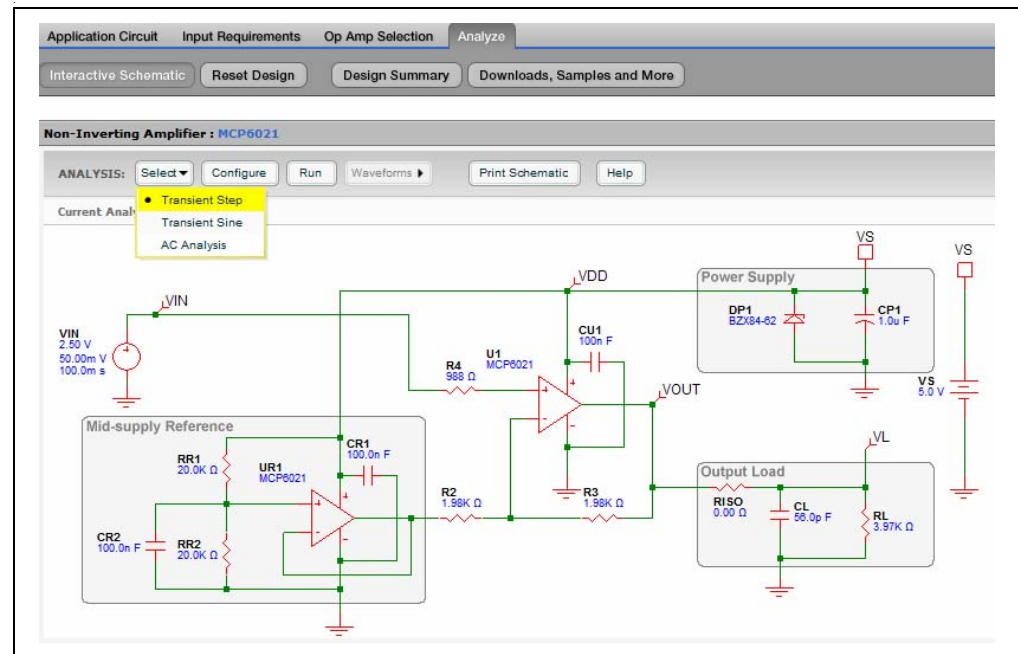 Application Circuit Input Requirements Op Amp Selection Analyze
Interactive Schematic Reset Design Design Summary Downloads, Samples and More
Non-Inverting Amplifier : MCP6021
ANALYSIS: Select Configure Run Waveforms Print Schematic Help
Transient Step
Current Anal
Transient Sine
AC Analysis
VS
VS
VDD
Power Supply
VIN
DP1
BZX84-62
CP1
1.0u F
VIN
2.50 V
50.00m V
100.0m s
CU1
100n F
U1
MCP6021
R4
988 Ω
VOUT
VS
5.0 V
Mid-supply Reference
VL
CR1
100.0n F
RR1
20.0K Ω
UR1
MCP6021
Output Load
R2
1.98K Ω
R3
1.98K Ω
RISO
0.00 Ω
CL
56.0p F
RL
3.97K Ω
CR2
100.0n F
RR2
20.0K Ω